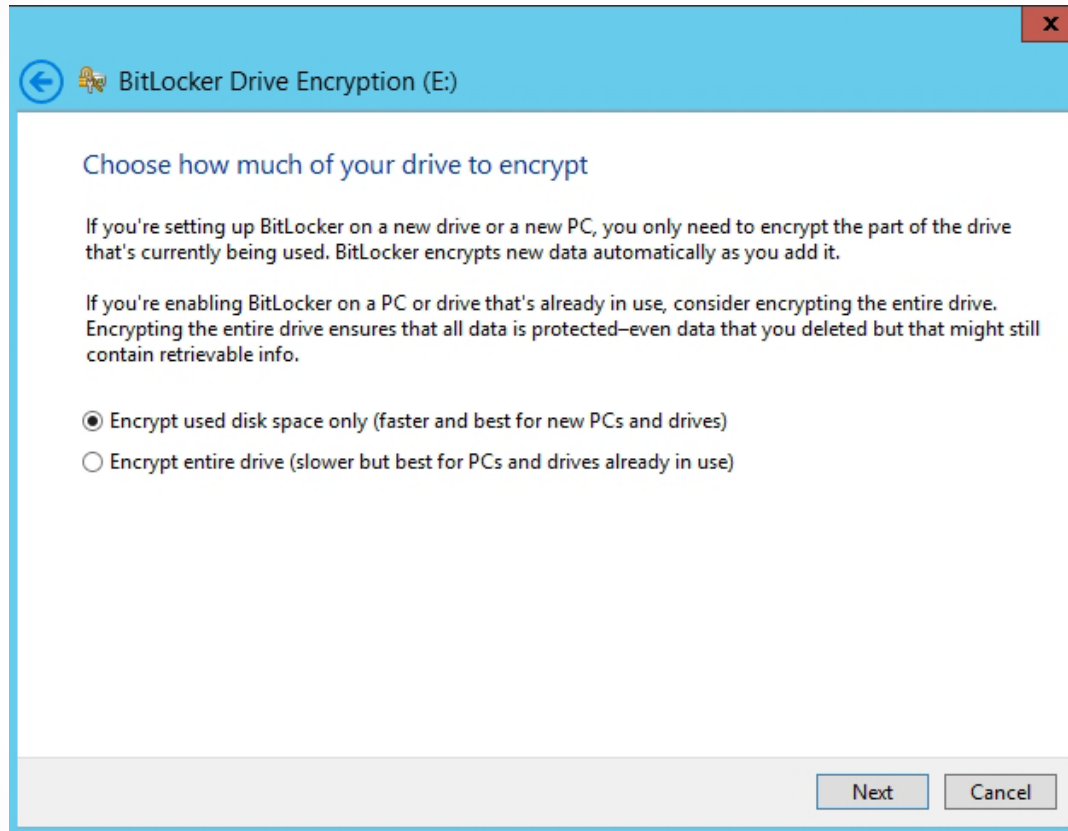 x
BitLocker Drive Encryption (E:)
Choose how much of your drive to encrypt
If you're setting up BitLocker on a new drive or a new PC, you only need to encrypt the part of the drive
that's currently being used. BitLocker encrypts new data automatically as you add it.
If you're enabling BitLocker on a PC or drive that's already in use, consider encrypting the entire drive.
Encrypting the entire drive ensures that all data is protected–even data that you deleted but that might still
contain retrievable info.
Encrypt used disk space only (faster and best for new PCs and drives)
Encrypt entire drive (slower but best for PCs and drives already in use)
Next Cancel